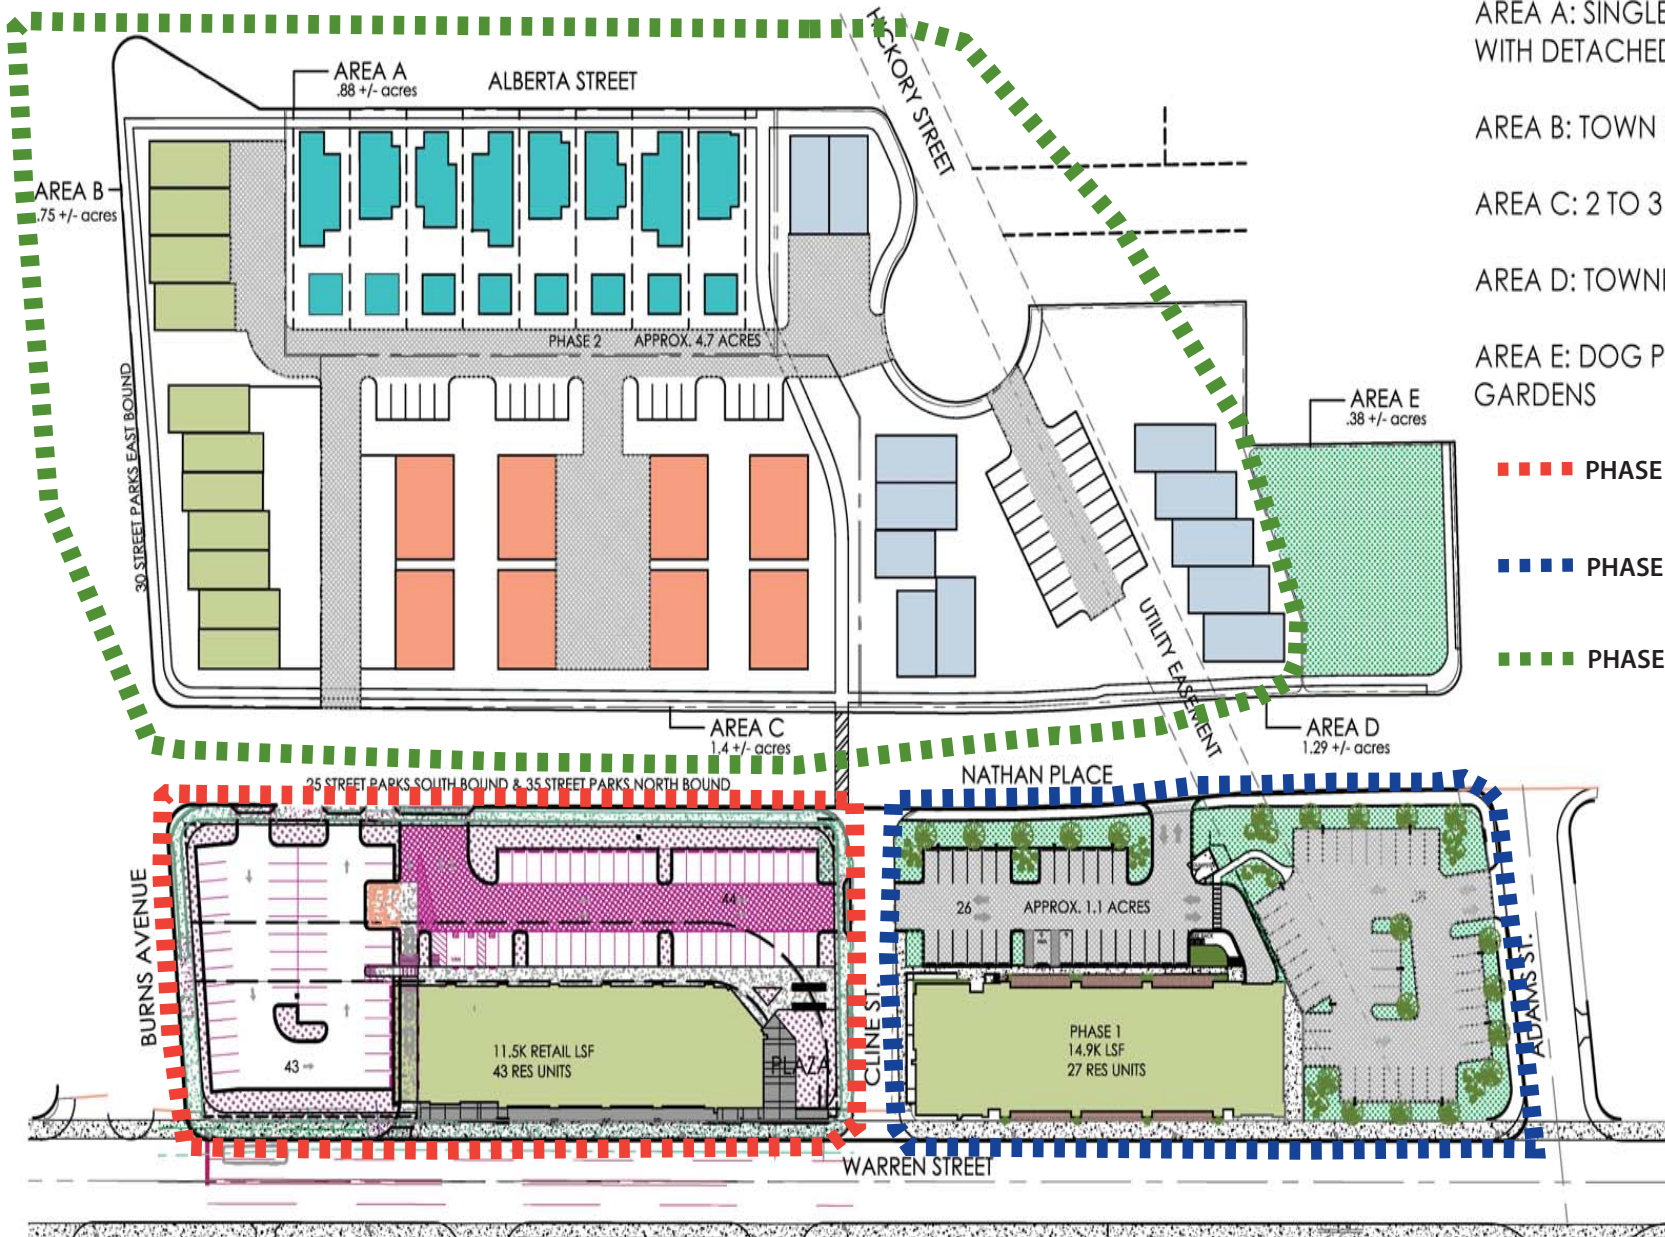 HICKORY STREET
AREA A: SINGLE
WITH DETACHED
AREA A
.88 +/- acres
ALBERTA STREET
AREA B: TOWN
AREA B
.75 +/- acres
AREA C: 2 TO 3
AREA D: TOWN
PHASE 2 APPROX. 4.7 ACRES
AREA E: DOG P
GARDENS
AREA E
.38 +/- acres
30 STREET PARKS EAST BOUND
PHASE
PHASE
PHASE
UTILITY EASEMENT
AREA C
1.4 +/- acres
AREA D
1.29 +/- acres
25 STREET PARKS SOUTH BOUND & 35 STREET PARKS NORTH BOUND
NATHAN PLACE
BURNS AVENUE
44
26
APPROX. 1.1 ACRES
CLINE ST.
ADAMS ST.
11.5K RETAIL LSF
43 RES UNITS
43
PLAZA
PHASE 1
14.9K LSF
27 RES UNITS
WARREN STREET